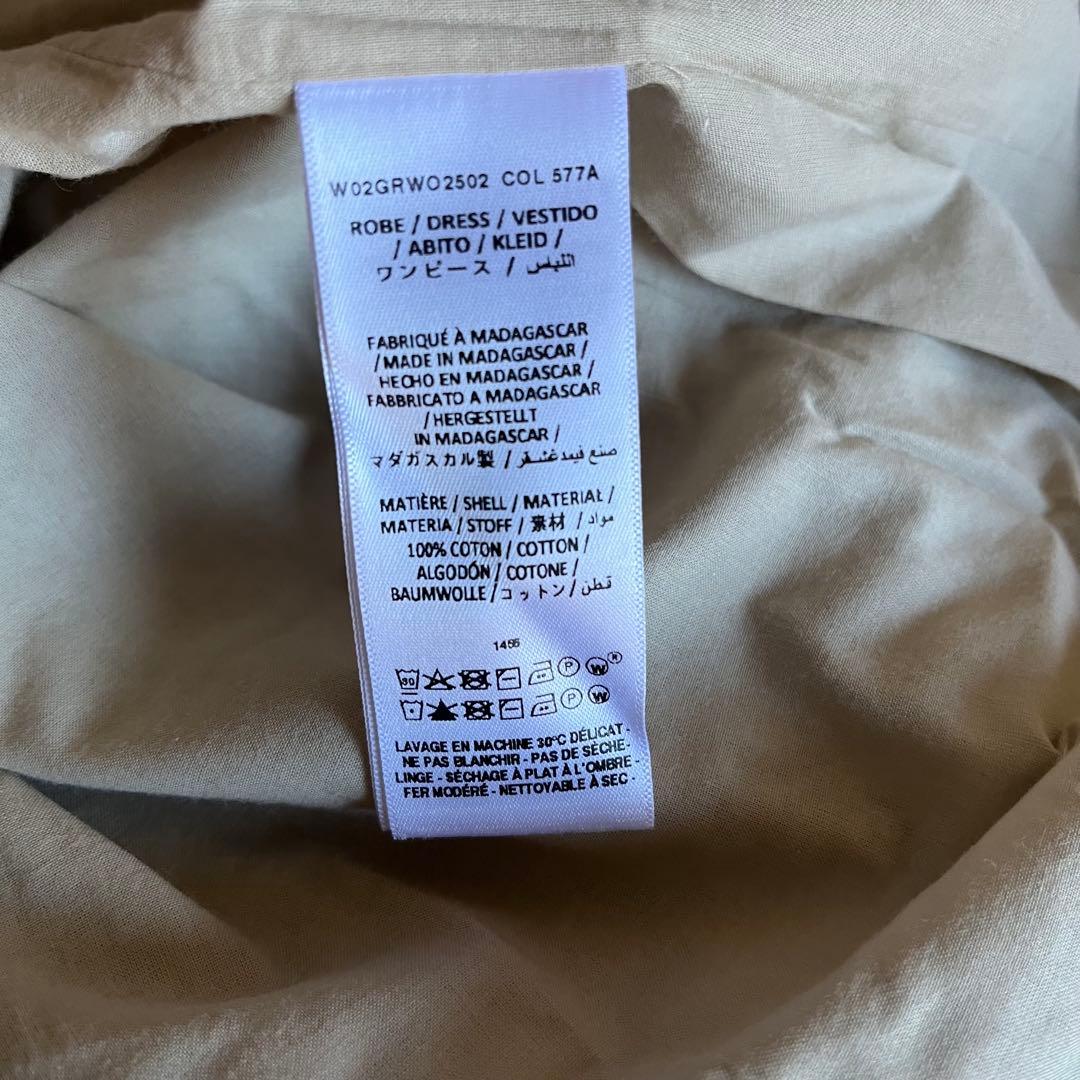 W02GRWO2502 COL 577A
ROBE / DRESS / VESTIDO
/ ABITO / KLEID /
ワンピース / اللباس
FABRIQUÉ À MADAGASCAR
/ MADE IN MADAGASCAR /
HECHO EN MADAGASCAR /
FABBRICATO A MADAGASCAR
/ HERGESTELLT
IN MADAGASCAR /
マダガスカル製 / صنع فيمدغشقر
MATIÈRE / SHELL / MATERIAL /
MATERIA / STOFF / 素材 / مواد
100% COTON / COTTON /
ALGODÓN / COTONE /
BAUMWOLLE / コットン / قطن
1456
30 P W®
P W
LAVAGE EN MACHINE 30°C DÉLICAT -
NE PAS BLANCHIR - PAS DE SÈCHE-
LINGE - SÉCHAGE À PLAT À L'OMBRE -
FER MODÉRÉ - NETTOYABLE À SEC -